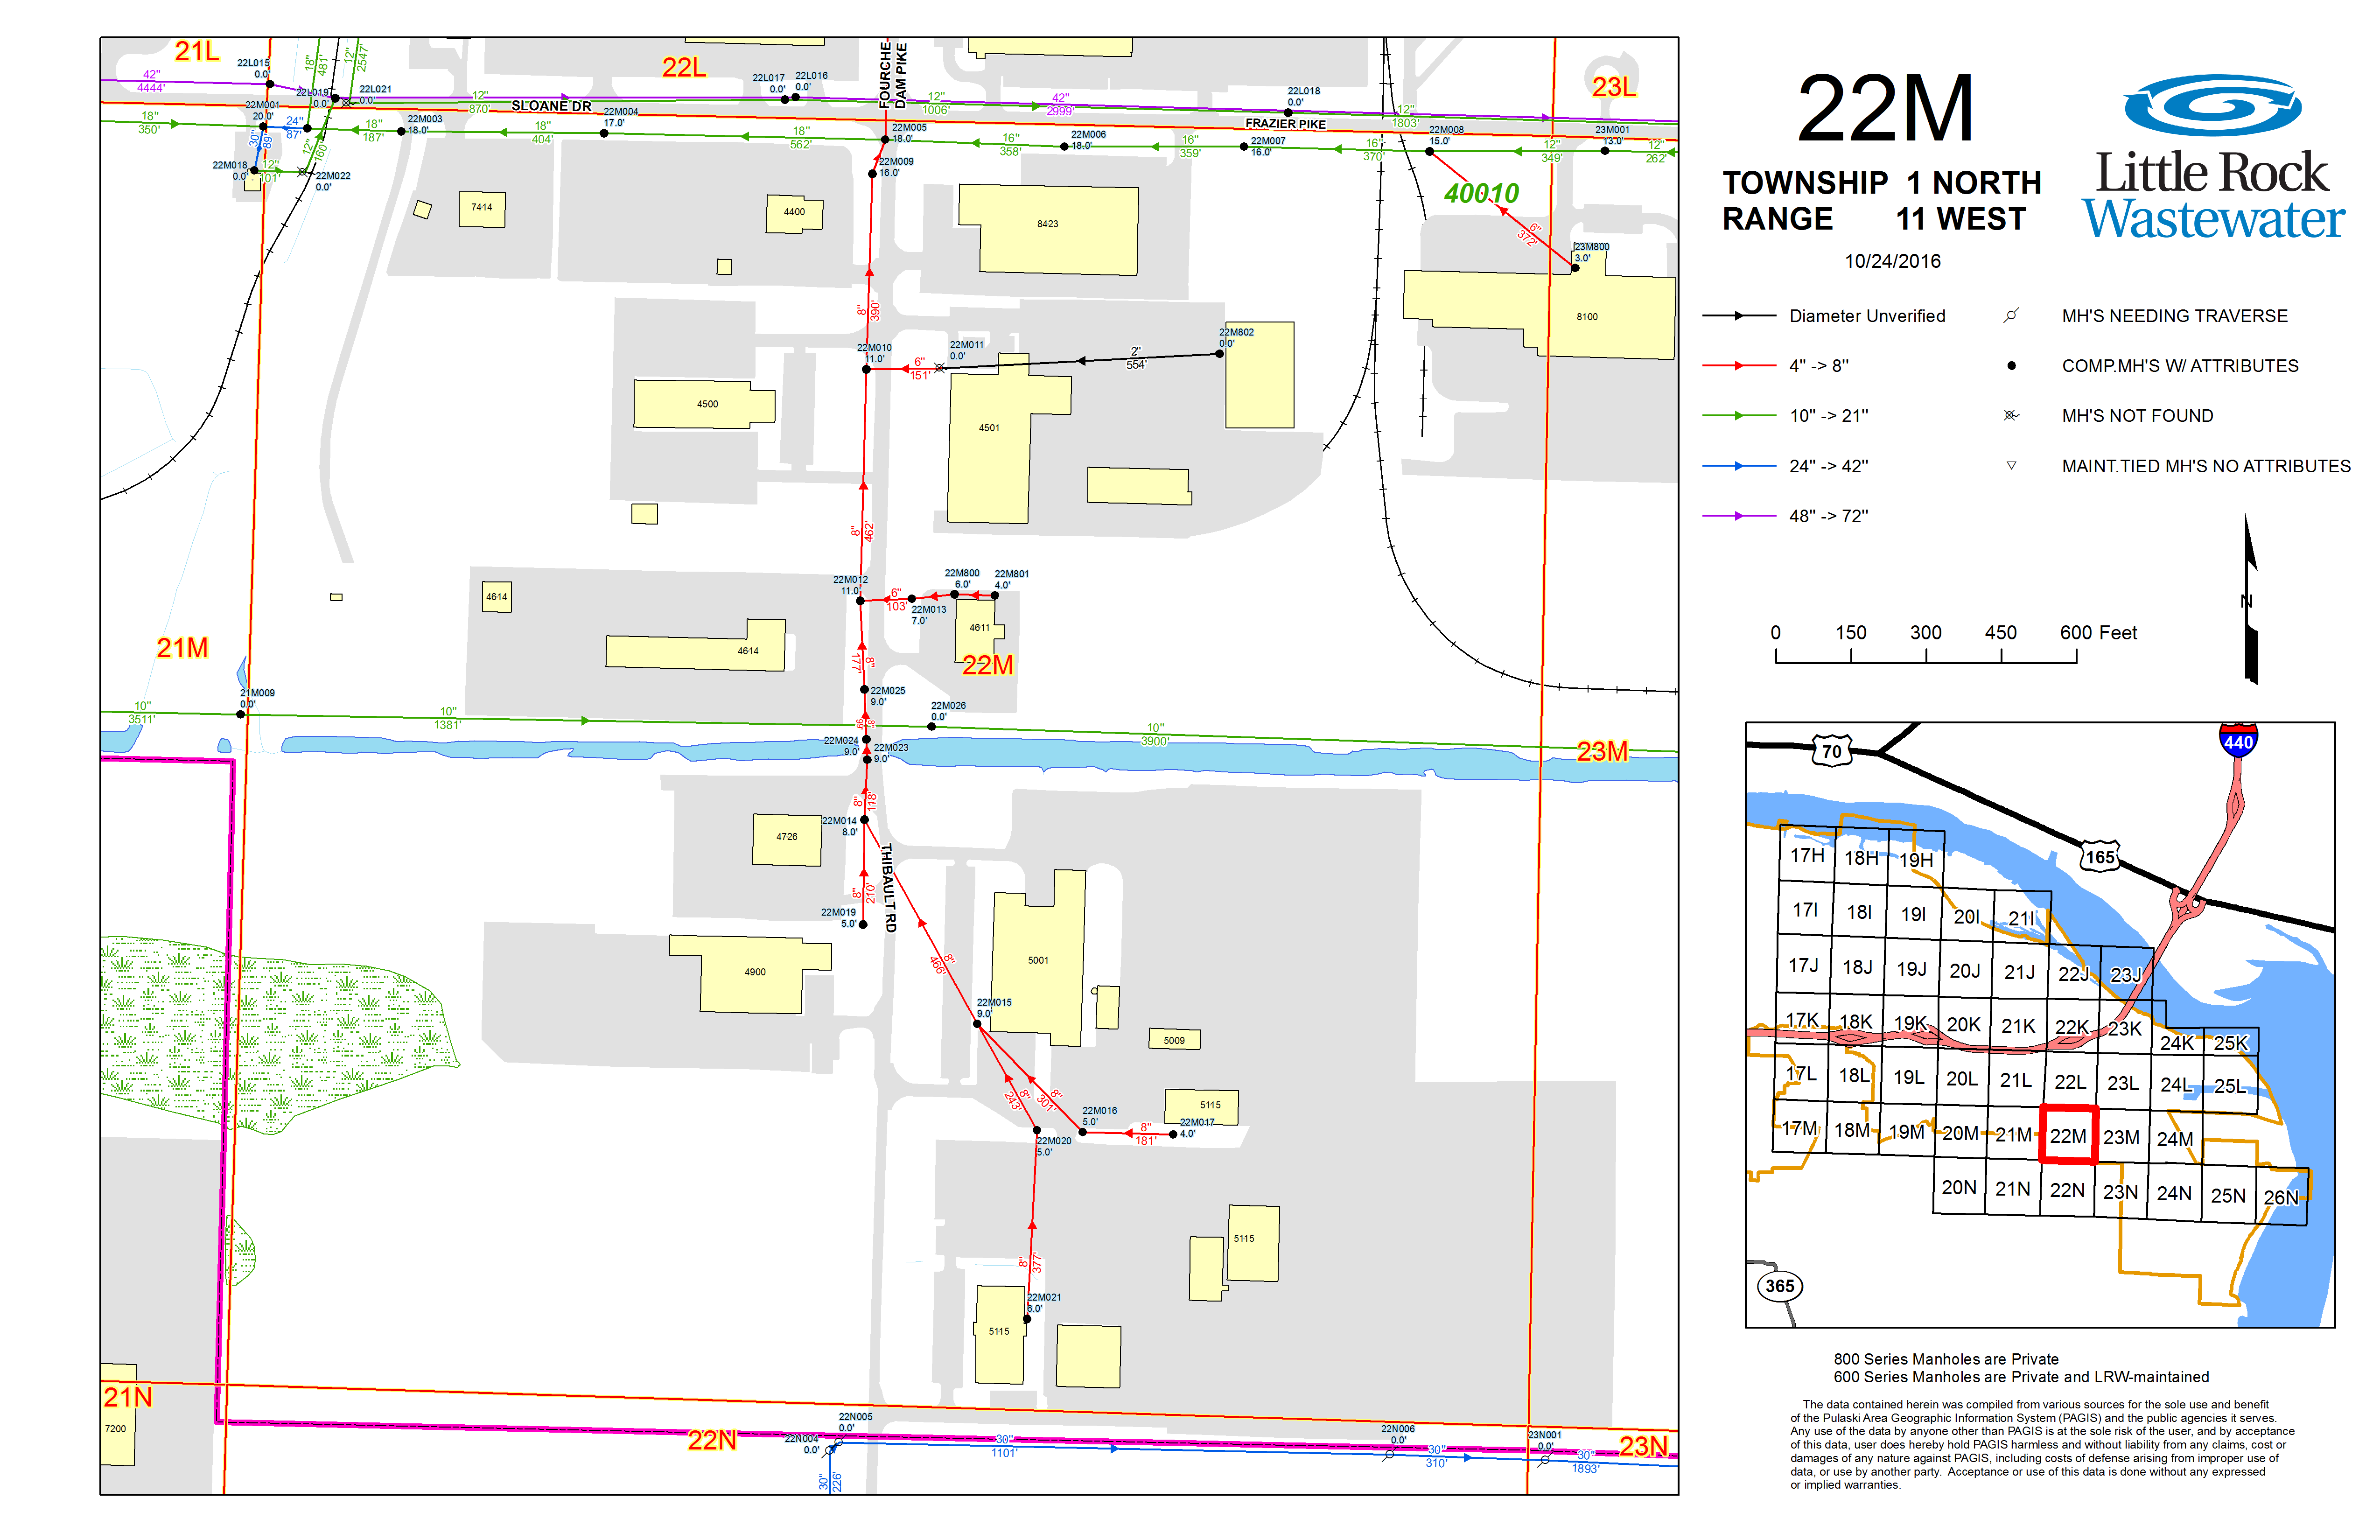 21L
22L
23L
22M
TOWNSHIP 1 NORTH
RANGE 11 WEST
10/24/2016
Little Rock
Wastewater
Diameter Unverified
4" -> 8"
10" -> 21"
24" -> 42"
48" -> 72"
MH'S NEEDING TRAVERSE
COMP.MH'S W/ ATTRIBUTES
MH'S NOT FOUND
MAINT.TIED MH'S NO ATTRIBUTES
N
0 150 300 450 600 Feet
42"
4444'
22L015
0.0'
18"
481'
12"
2547'
22L019
0.0'
22L021
0.0'
12"
870'
SLOANE DR
22L017
0.0'
22L016
0.0'
FOURCHE
DAM PIKE
12"
1006'
42"
2999'
22L018
0.0'
FRAZIER PIKE
12"
1803'
18"
350'
22M001
20.0'
24"
87'
30"
89'
18"
187'
22M003
18.0'
18"
404'
22M004
17.0'
18"
562'
22M005
18.0'
16"
358'
22M006
18.0'
16"
359'
22M007
16.0'
16"
370'
22M008
15.0'
12"
349'
23M001
13.0'
12"
262'
22M018
0.0'
12"
101'
12"
160'
22M022
0.0'
22M009
16.0'
40010
6"
372'
23M800
3.0'
7414
4400
8423
8100
8"
390'
22M010
11.0'
6"
151'
22M011
0.0'
2"
554'
22M802
0.0'
4500
4501
8"
462'
22M012
11.0'
6"
103'
22M013
7.0'
22M800
6.0'
22M801
4.0'
4614
4614
4611
22M
21M
8"
177'
22M025
9.0'
21M009
0.0'
10"
3511'
10"
1381'
22M026
0.0'
10"
3900'
23M
8"
22M024
9.0'
22M023
9.0'
8"
118'
22M014
8.0'
4726
THIBAULT RD
8"
210'
22M019
5.0'
4900
8"
466'
5001
22M015
9.0'
5009
8"
243'
8"
301'
22M016
5.0'
5115
22M017
4.0'
8"
181'
22M020
5.0'
5115
8"
377'
22M021
6.0'
5115
21N
7200
22N
22N005
0.0'
22N004
0.0'
30"
226'
30"
1101'
22N006
0.0'
30"
310'
23N001
0.0'
30"
1893'
23N
70
440
165
365
17H 18H 19H
17I 18I 19I 20I 21I
17J 18J 19J 20J 21J 22J 23J
17K 18K 19K 20K 21K 22K 23K 24K 25K
17L 18L 19L 20L 21L 22L 23L 24L 25L
17M 18M 19M 20M 21M 22M 23M 24M
20N 21N 22N 23N 24N 25N 26N
800 Series Manholes are Private
600 Series Manholes are Private and LRW-maintained
The data contained herein was compiled from various sources for the sole use and benefit
of the Pulaski Area Geographic Information System (PAGIS) and the public agencies it serves.
Any use of the data by anyone other than PAGIS is at the sole risk of the user, and by acceptance
of this data, user does hereby hold PAGIS harmless and without liability from any claims, cost or
damages of any nature against PAGIS, including costs of defense arising from improper use of
data, or use by another party. Acceptance or use of this data is done without any expressed
or implied warranties.